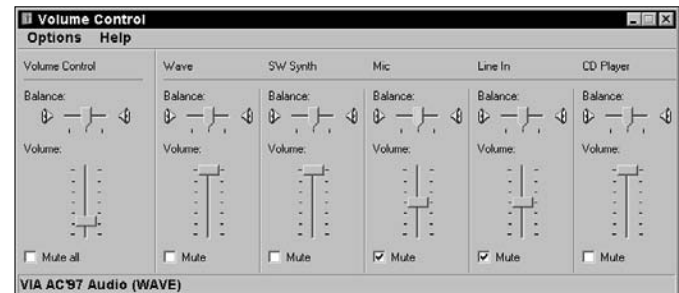 Volume Control
Options Help
Volume Control Wave SW Synth Mic Line In CD Player
Balance: Balance: Balance: Balance: Balance: Balance:
Volume: Volume: Volume: Volume: Volume: Volume:
Mute all Mute Mute Mute Mute Mute
VIA AC'97 Audio (WAVE)